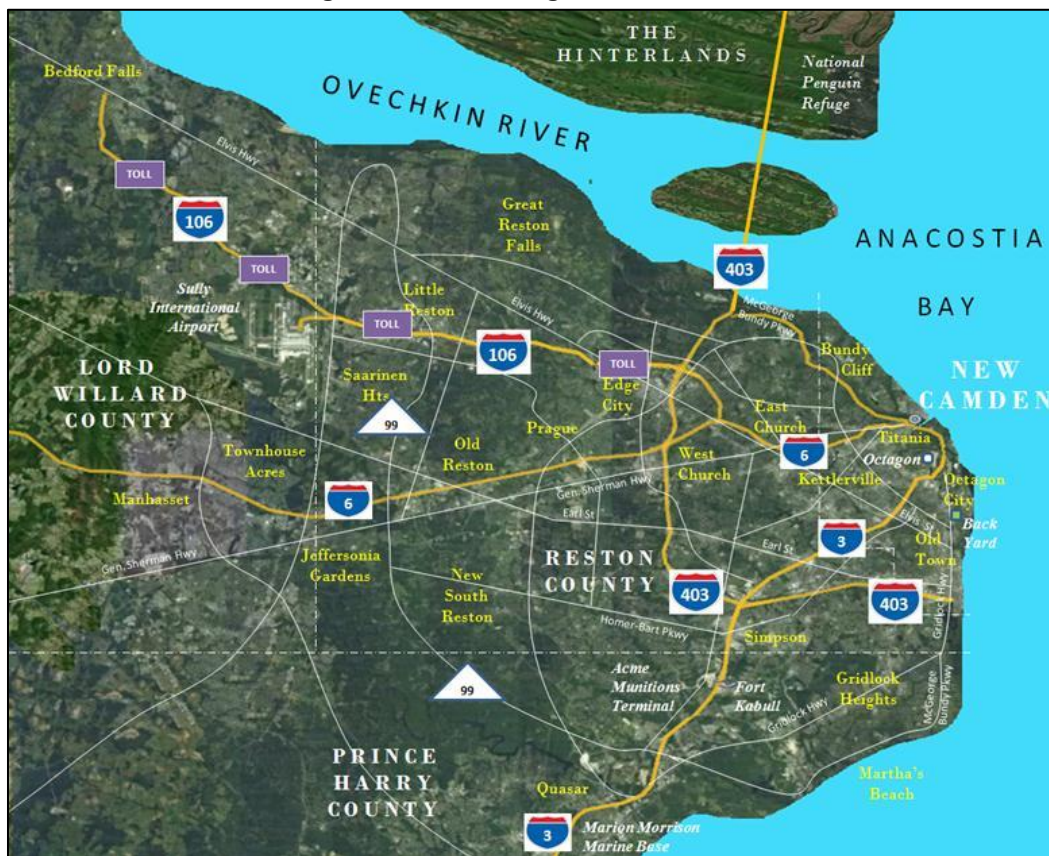 THE
HINTERLANDS
National
Penguin
Refuge
Bedford Falls
OVECHKIN RIVER
Elvis Hwy
TOLL
106
Great
Reston
Falls
ANACOSTIA
BAY
403
TOLL
Sully
International
Airport
Little
Reston
TOLL
Elvis Hwy
McGeorge
Bundy Pkwy
106
TOLL
Bundy
Cliff
NEW
CAMDEN
LORD
WILLARD
COUNTY
Saarinen
Hts
99
Edge
City
Prague
East
Church
Titania
Octagon
Townhouse
Acres
Old
Reston
West
Church
6
Kettlerville
Octagon
City
Manhasset
6
Gen. Sherman Hwy
Earl St
Elvis St
Back
Yard
Gen. Sherman Hwy
Jeffersonia
Gardens
RESTON
COUNTY
Earl St
3
Old
Town
New
South
Reston
403
403
Gridlock Hwy
Homer-Bart Pkwy
Simpson
99
Acme
Munitions
Terminal
Fort
Kabull
Gridlock
Heights
McGeorge
Bundy Pkwy
Gridlock Hwy
PRINCE
HARRY
COUNTY
Quasar
Martha's
Beach
3
Marion Morrison
Marine Base